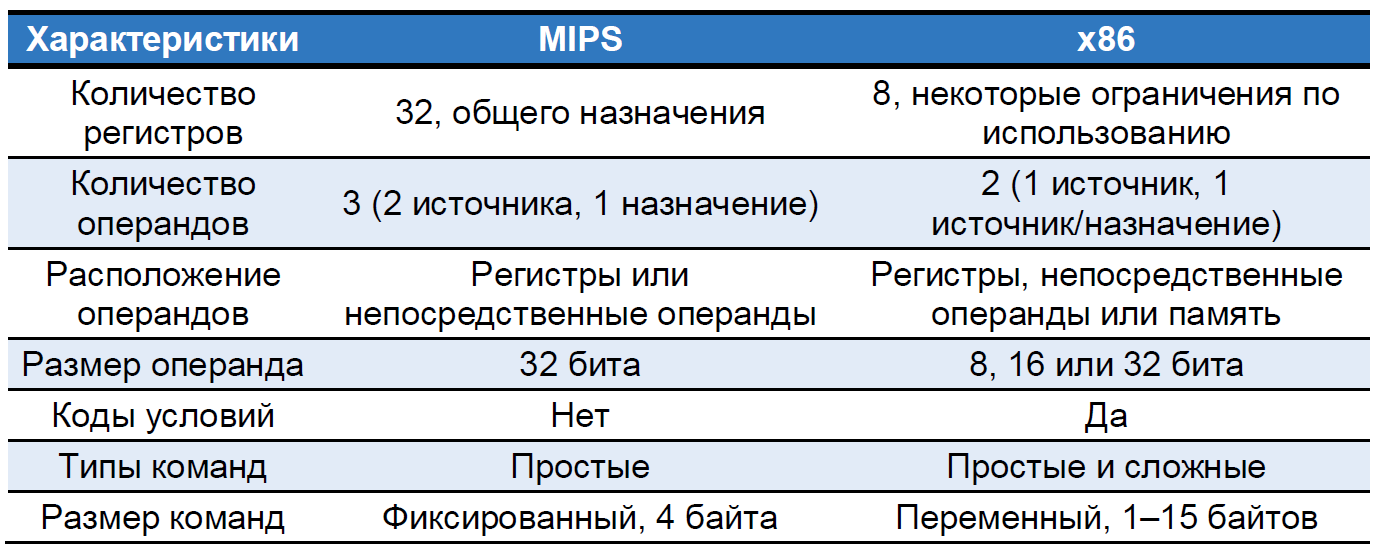 Характеристики MIPS x86
Количество регистров 32, общего назначения 8, некоторые ограничения по использованию
Количество операндов 3 (2 источника, 1 назначение) 2 (1 источник, 1 источник/назначение)
Расположение операндов Регистры или непосредственные операнды Регистры, непосредственные операнды или память
Размер операнда 32 бита 8, 16 или 32 бита
Коды условий Нет Да
Типы команд Простые Простые и сложные
Размер команд Фиксированный, 4 байта Переменный, 1–15 байтов